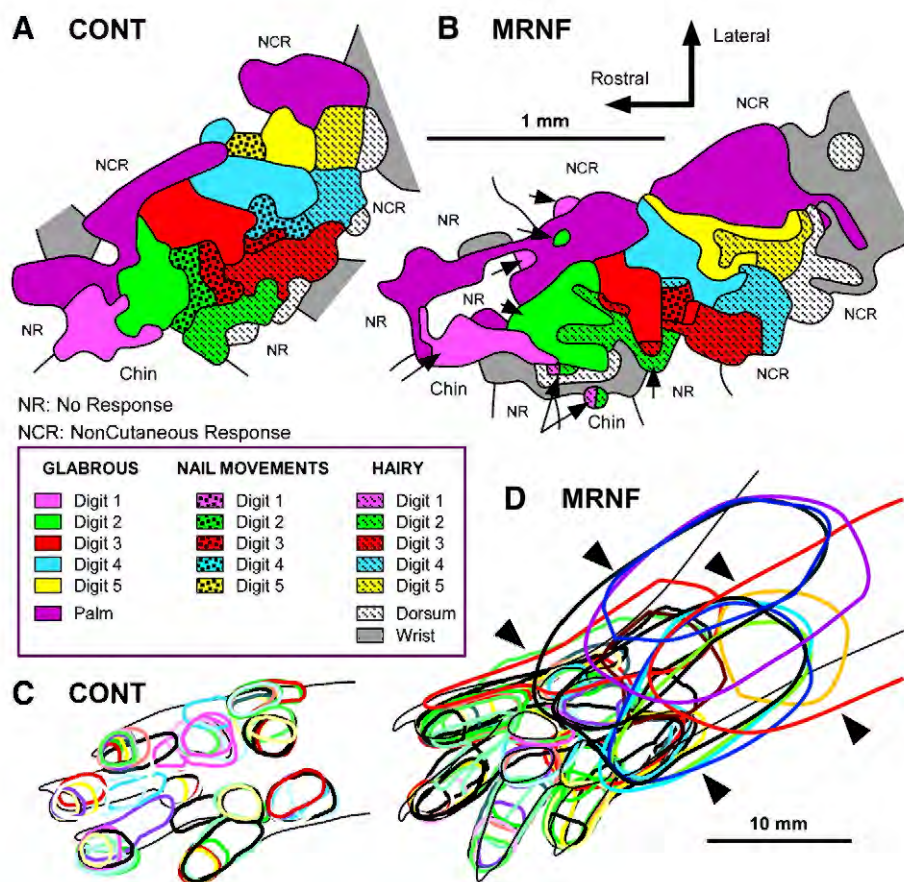 A CONT
NCR
NCR
NCR
NR
NR
Chin
NR: No Response
NCR: NonCutaneous Response
B MRNF
Lateral
Rostral
1 mm
NCR
NCR
NR
NR
NR
NCR
Chin
NR
NR
NCR
Chin
GLABROUS
Digit 1
Digit 2
Digit 3
Digit 4
Digit 5
Palm
NAIL MOVEMENTS
Digit 1
Digit 2
Digit 3
Digit 4
Digit 5
HAIRY
Digit 1
Digit 2
Digit 3
Digit 4
Digit 5
Dorsum
Wrist
C CONT
D MRNF
10 mm